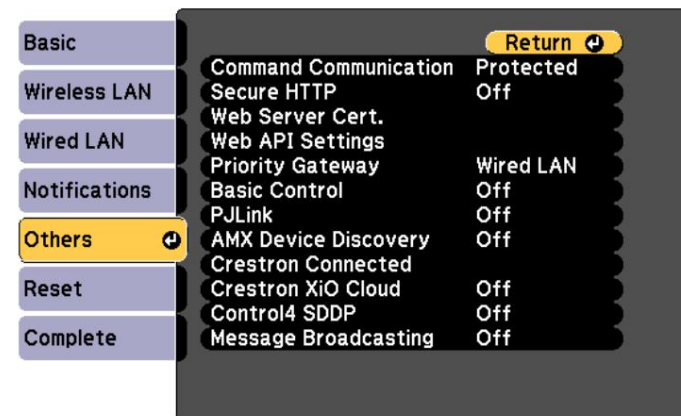 Basic
Wireless LAN
Wired LAN
Notifications
Others
Reset
Complete
Return
Command Communication Protected
Secure HTTP Off
Web Server Cert.
Web API Settings
Priority Gateway Wired LAN
Basic Control Off
PJLink Off
AMX Device Discovery Off
Crestron Connected
Crestron XiO Cloud Off
Control4 SDDP Off
Message Broadcasting Off